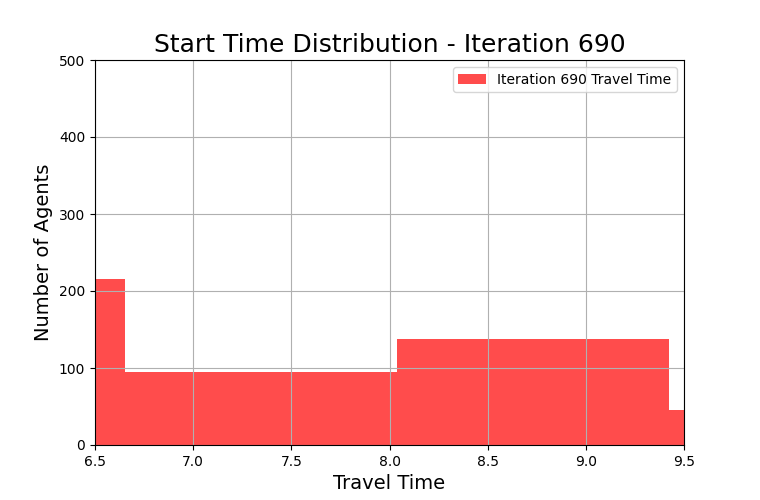 Start Time Distribution - Iteration 690
Iteration 690 Travel Time
Number of Agents
500
400
300
200
100
0
6.5 7.0 7.5 8.0 8.5 9.0 9.5
Travel Time